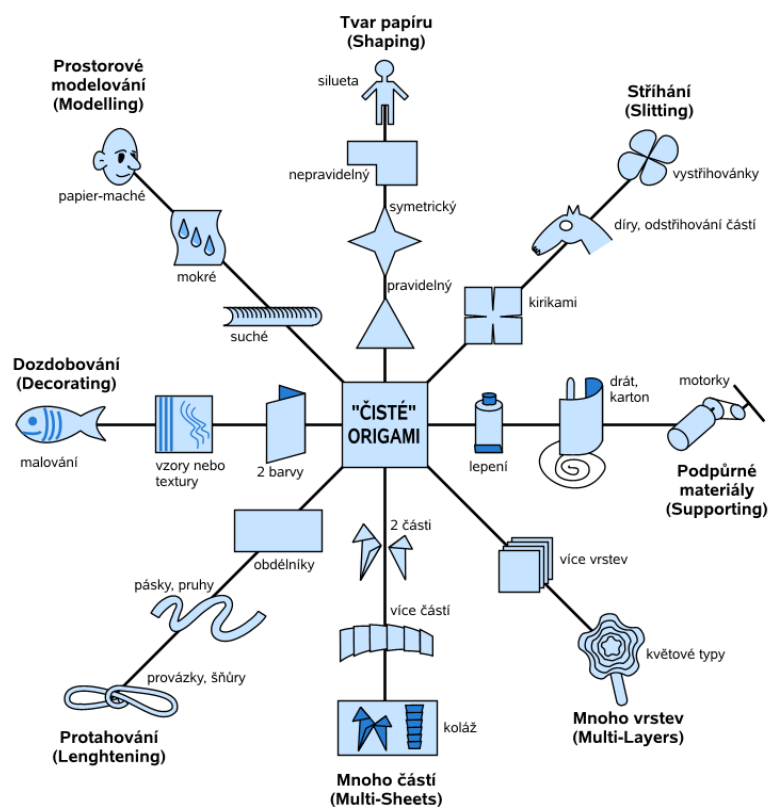 Tvar papíru
(Shaping)
silueta
nepravidelný
symetrický
pravidelný
Prostorové
modelování
(Modelling)
papier-maché
mokré
suché
Stříhání
(Slitting)
vystřihovánky
díry, odstřihování částí
kirikami
Dozdobování
(Decorating)
malování
vzory nebo
textury
2 barvy
"ČISTÉ"
ORIGAMI
lepení
drát,
karton
motorky
Podpůrné
materiály
(Supporting)
obdélníky
pásky, pruhy
provázky, šňůry
Protahování
(Lenghtening)
2 části
více částí
koláž
Mnoho částí
(Multi-Sheets)
více vrstev
květové typy
Mnoho vrstev
(Multi-Layers)